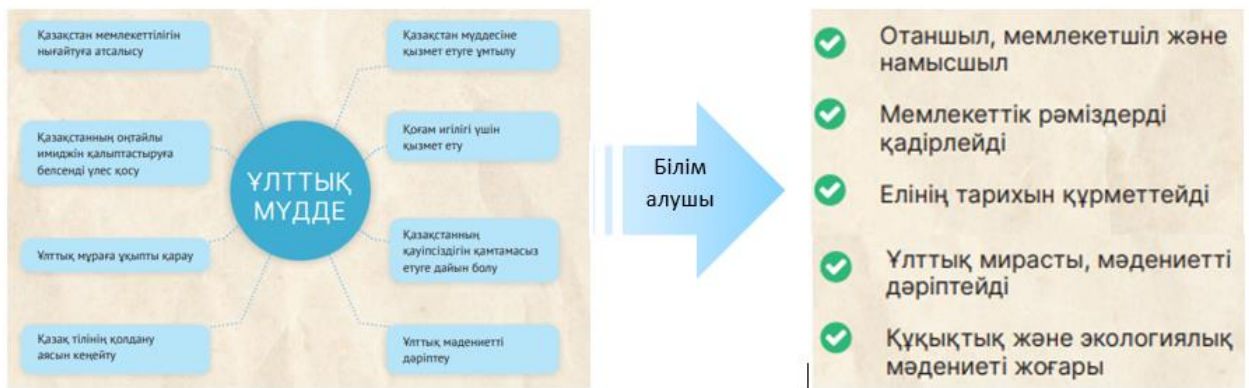 Қазақстан мемлекеттілігін
нығайтуға атсалысу
Қазақстанның оңтайлы
имиджін қалыптастыруға
белсенді үлес қосу
Ұлттық мұраға ұқыпты қарау
Қазақ тілінің қолдану
аясын кеңейту
ҰЛТТЫҚ
МҮДДЕ
Қазақстан мүддесіне
қызмет етуге ұмтылу
Қоғам игілігі үшін
қызмет ету
Қазақстанның
қауіпсіздігін қамтамасыз
етуге дайын болу
Ұлттық мәдениетті
дәріптеу
Білім
алушы
Отаншыл, мемлекетшіл және
намысшыл
Мемлекеттік рәміздерді
қадірлейді
Елінің тарихын құрметтейді
Ұлттық мирасты, мәдениетті
дәріптейді
Құқықтық және экологиялық
мәдениеті жоғары